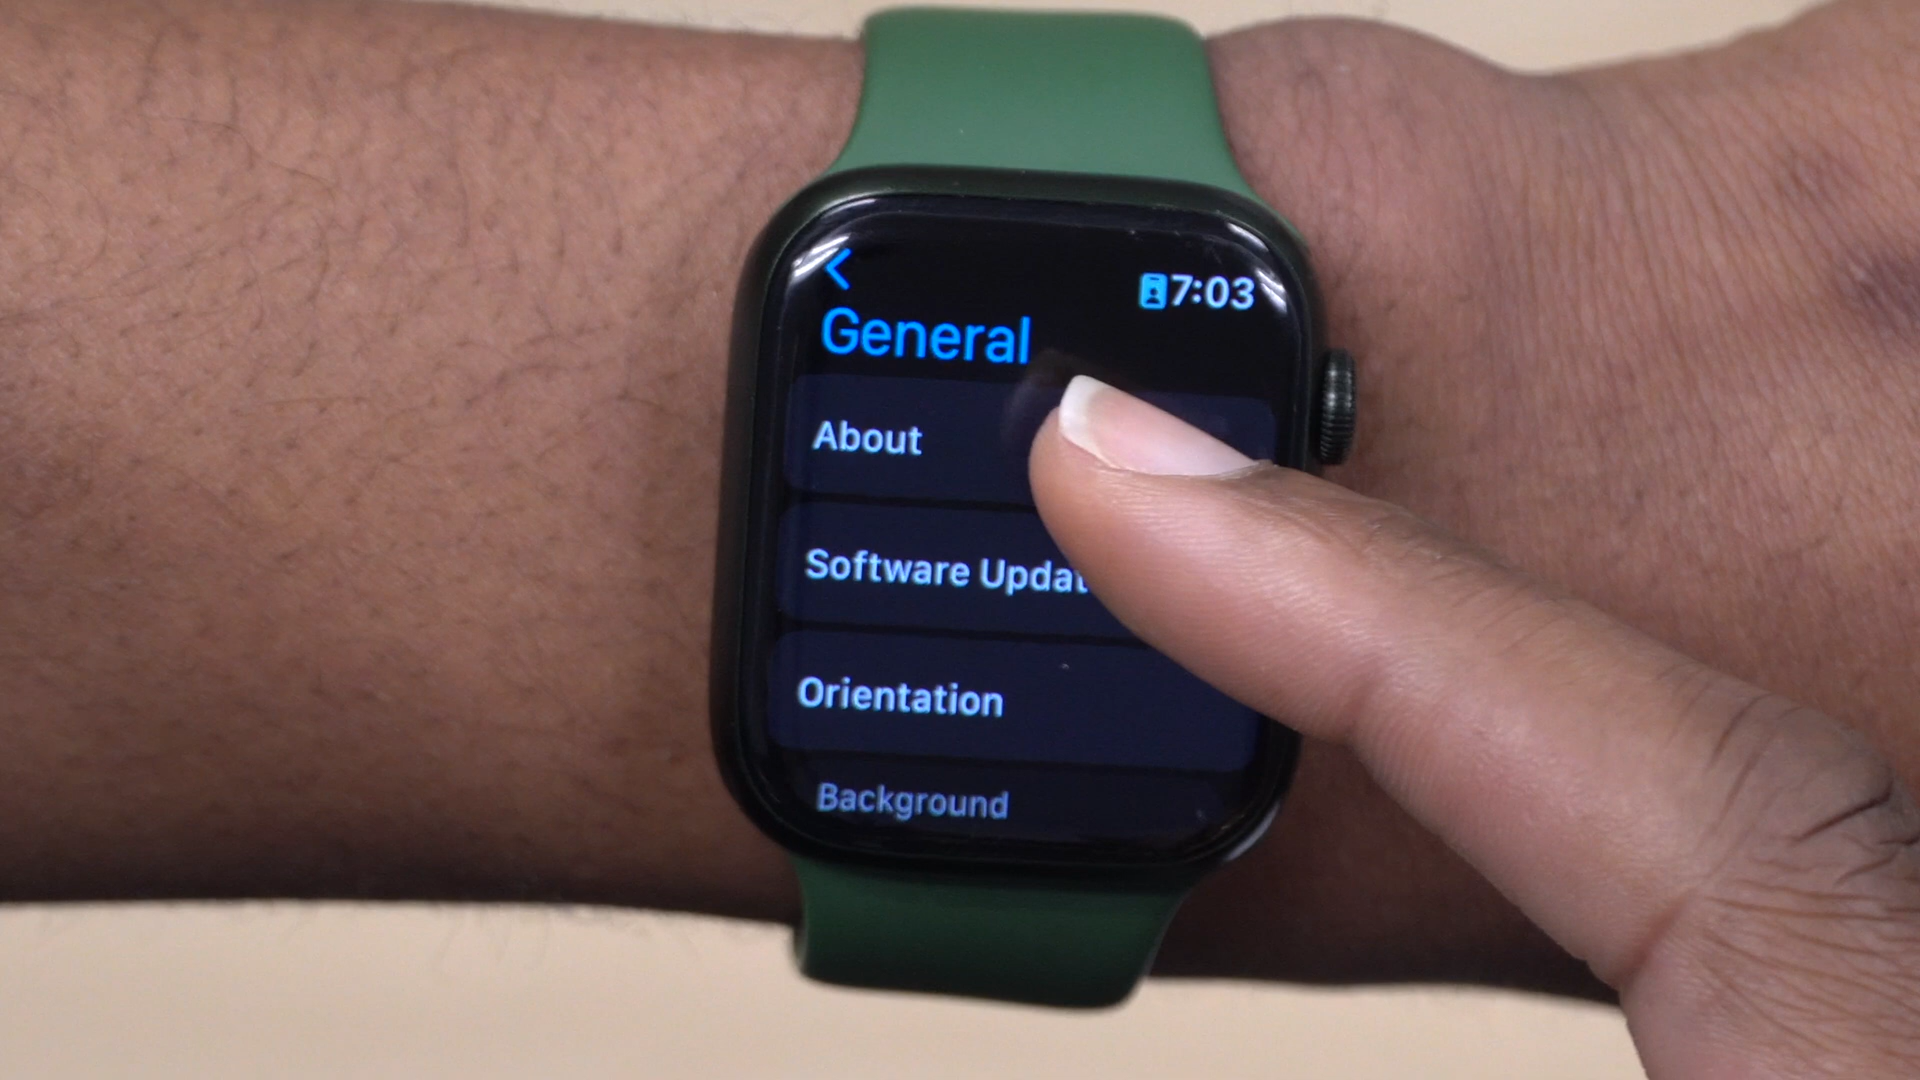 7:03
General
About
Software Updat
Orientation
Background